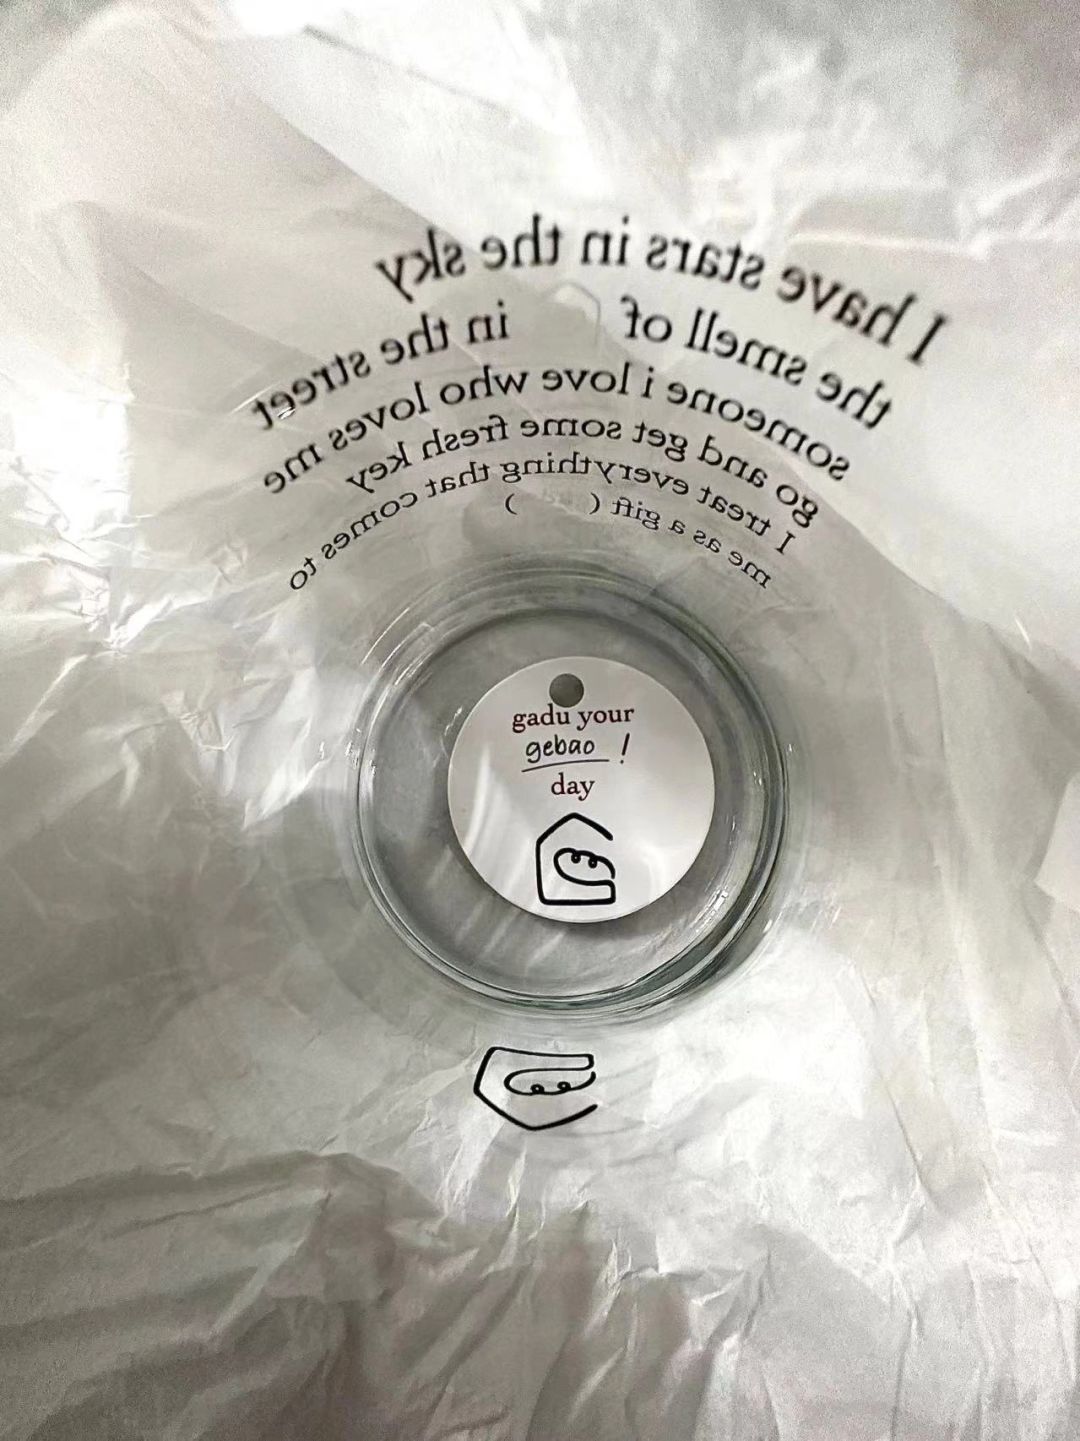 I have stars in the sky
the smell of in the street
someone i love who loves me
go and get some fresh key
I treat everything that comes to
me as a gift ( )
gadu your
gebao !
day